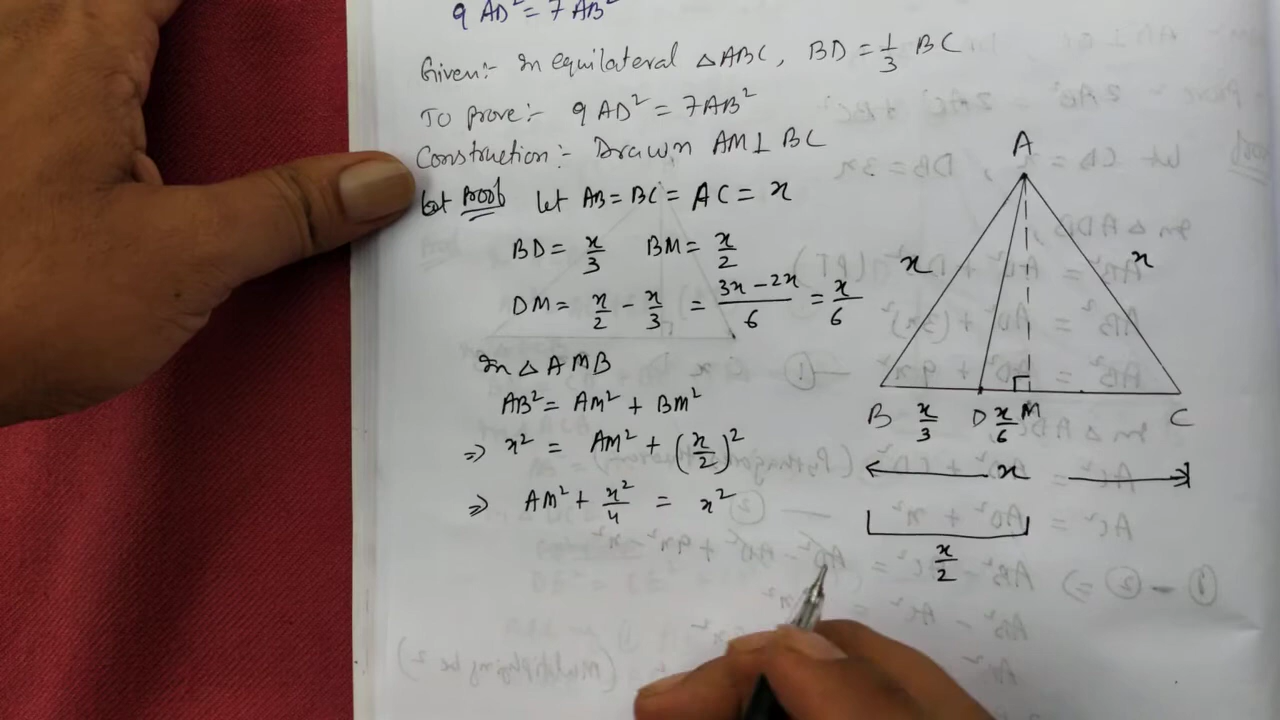 9 AD² = 7 AB²
Given:- In equilateral △ABC, BD = 1/3 BC
To Prove:- 9 AD² = 7AB²
Construction:- Drawn AM ⊥ BC
Proof Let AB = BC = AC = x
BD = x/3 BM = x/2
DM = x/2 - x/3 = 3x - 2x/6 = x/6
In △ AMB
AB² = AM² + BM²
⇒ x² = AM² + (x/2)²
⇒ AM² + x²/4 = x²
A
x x
B x/3 D x/6 M C
x
x/2